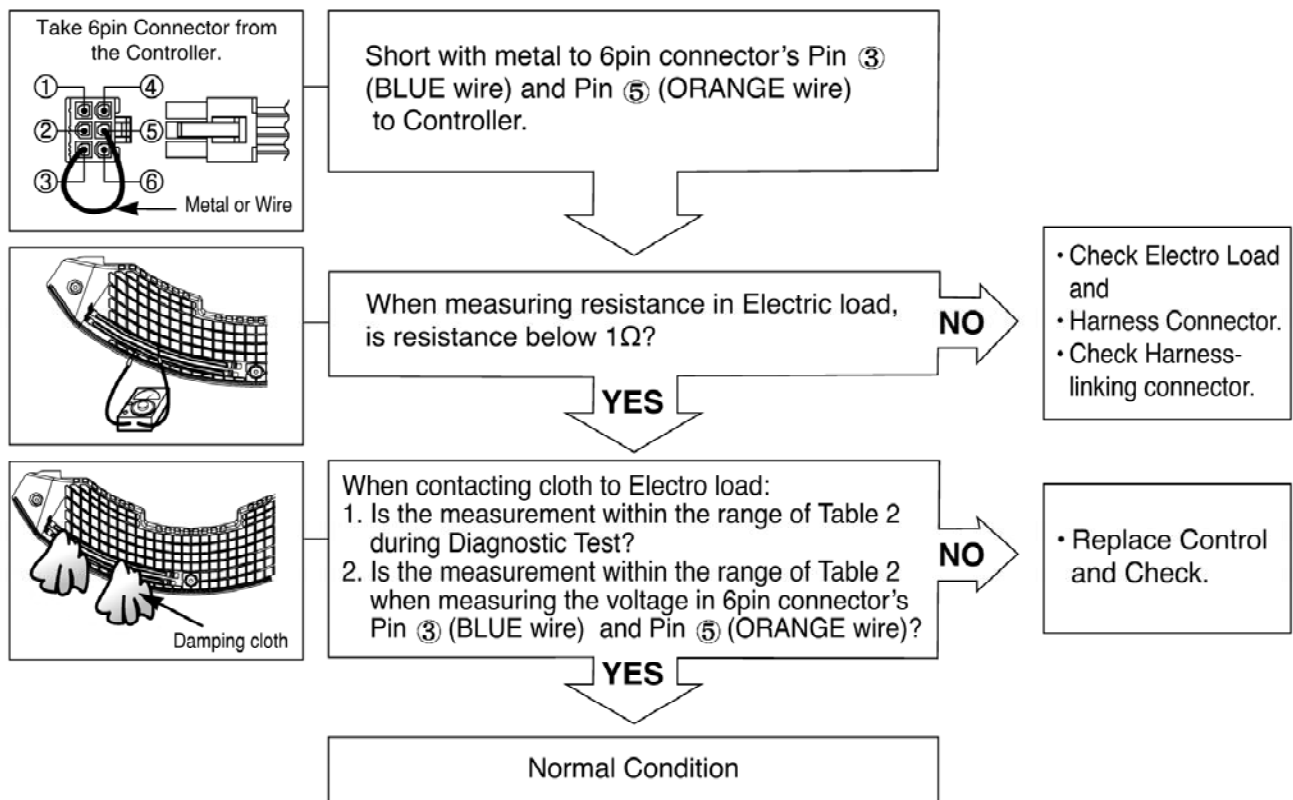 Take 6pin Connector from
the Controller.
① ④
② ⑤
③ ⑥
Metal or Wire
Short with metal to 6pin connector's Pin ③
(BLUE wire) and Pin ⑤ (ORANGE wire)
to Controller.
When measuring resistance in Electric load,
is resistance below 1Ω?
NO
• Check Electro Load
and
• Harness Connector.
• Check Harness-
linking connector.
YES
Damping cloth
When contacting cloth to Electro load:
1. Is the measurement within the range of Table 2
during Diagnostic Test?
2. Is the measurement within the range of Table 2
when measuring the voltage in 6pin connector's
Pin ③ (BLUE wire) and Pin ⑤ (ORANGE wire)?
NO
• Replace Control
and Check.
YES
Normal Condition